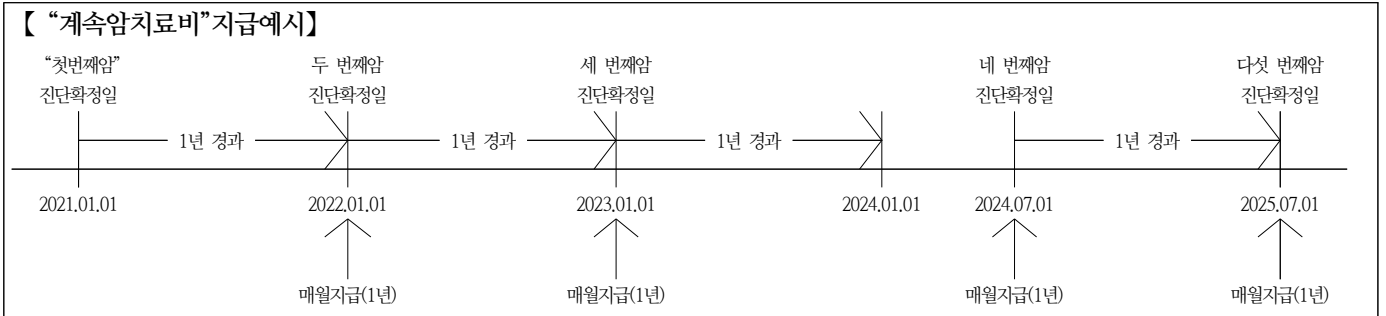 【 “계속암치료비”지급예시】
“첫번째암” 두 번째암 세 번째암 네 번째암 다섯 번째암
진단확정일 진단확정일 진단확정일 진단확정일 진단확정일
1년 경과 1년 경과 1년 경과 1년 경과
2021.01.01 2022.01.01 2023.01.01 2024.01.01 2024.07.01 2025.07.01
매월지급(1년) 매월지급(1년) 매월지급(1년) 매월지급(1년)